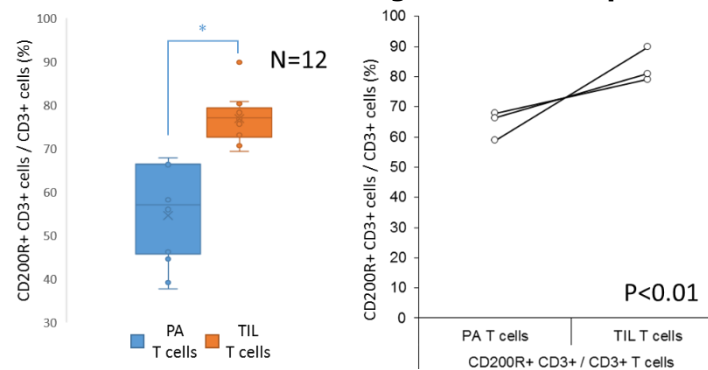 CD200R+ CD3+ cells / CD3+ cells (%)
100
90
80
70
60
50
40
30
*
N=12
PA
T cells
TIL
T cells
CD200R+ CD3+ cells / CD3+ cells (%)
100
90
80
70
60
50
40
30
20
10
0
P<0.01
PA T cells
TIL T cells
CD200R+ CD3+ / CD3+ T cells